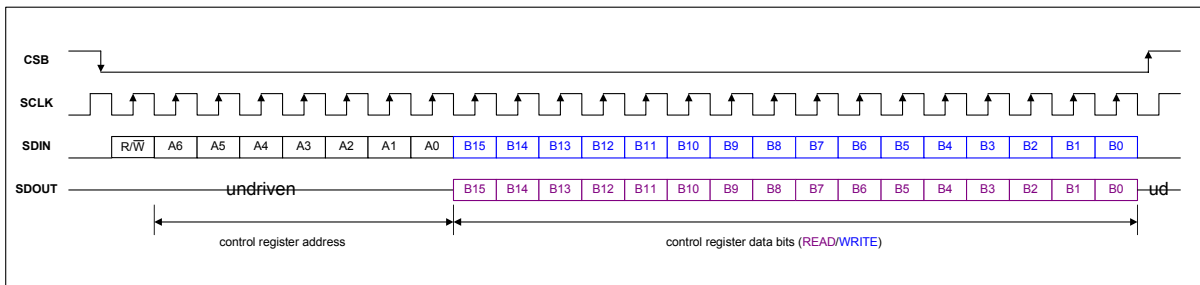 CSB
SCLK
SDIN R/W̅ A6 A5 A4 A3 A2 A1 A0 B15 B14 B13 B12 B11 B10 B9 B8 B7 B6 B5 B4 B3 B2 B1 B0
SDOUT undriven B15 B14 B13 B12 B11 B10 B9 B8 B7 B6 B5 B4 B3 B2 B1 B0 ud
control register address control register data bits (READ/WRITE)